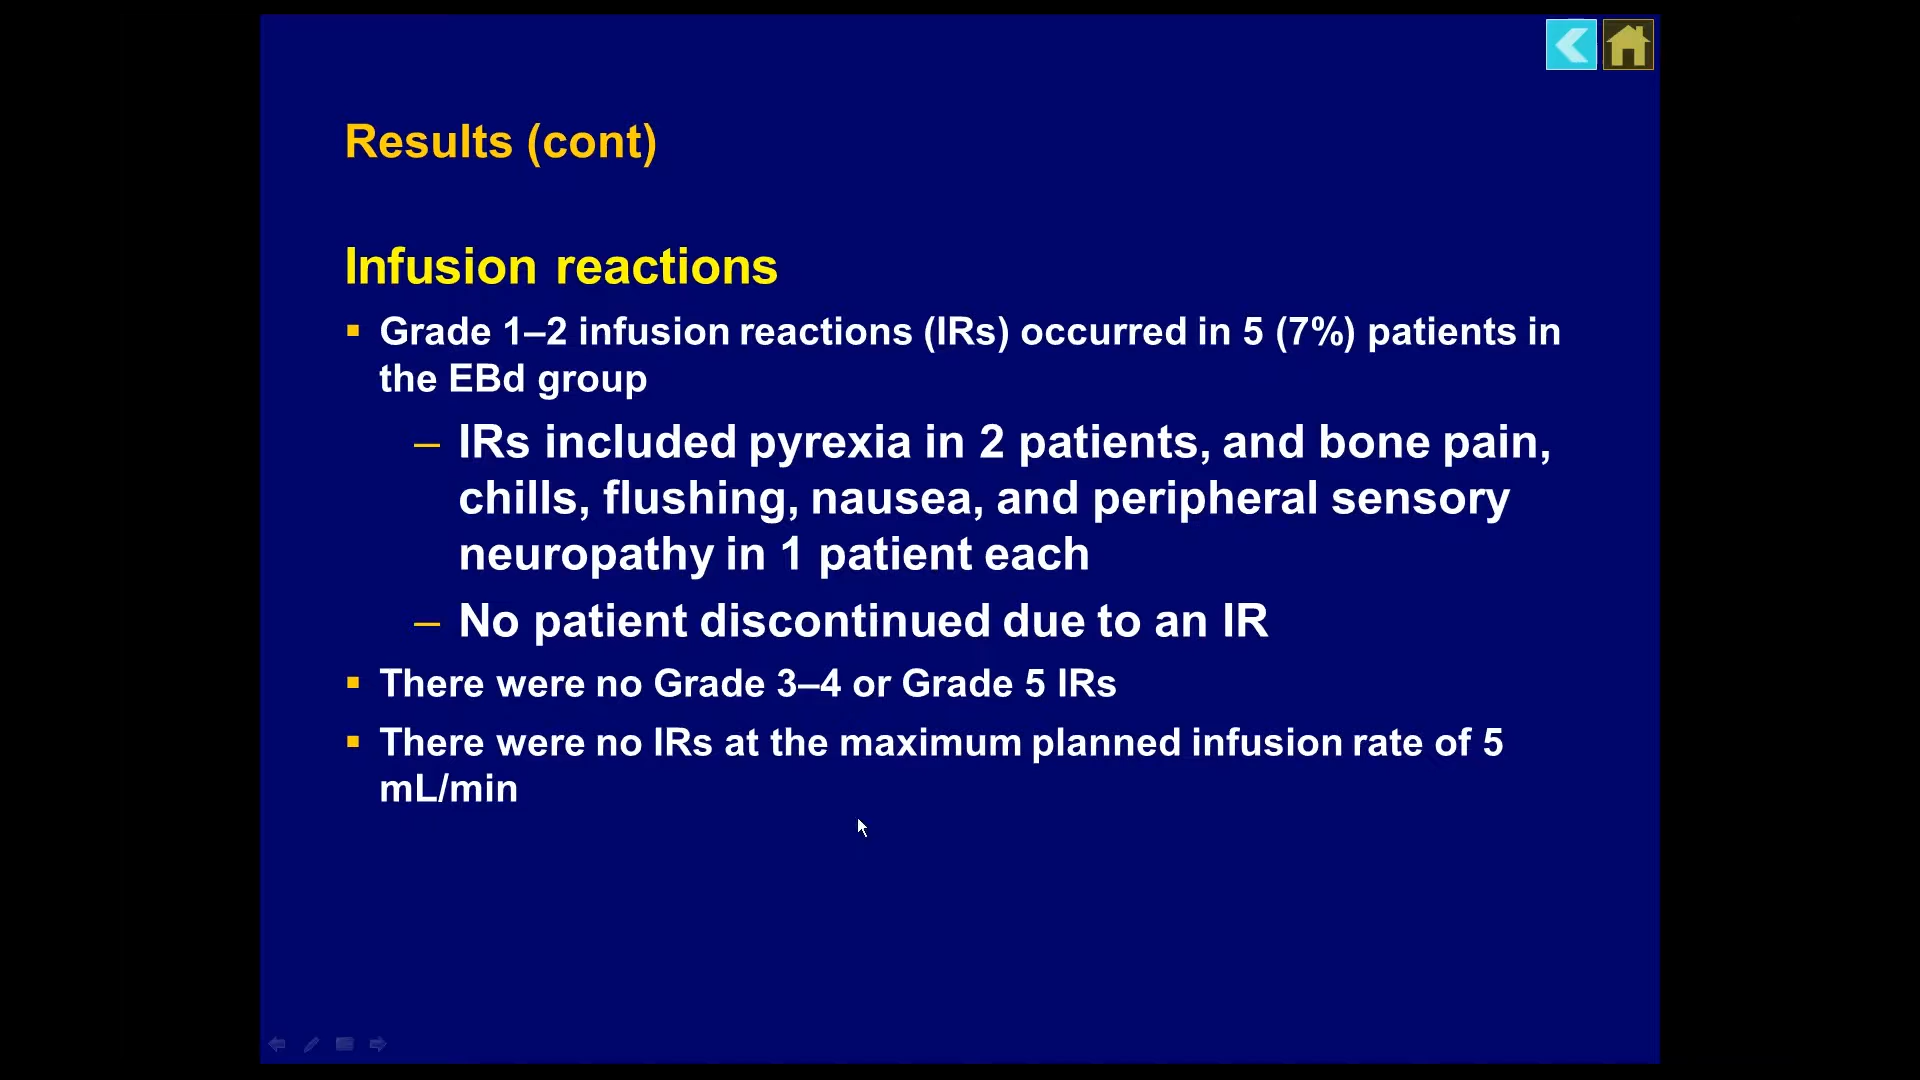 Results (cont)
Infusion reactions
▪ Grade 1–2 infusion reactions (IRs) occurred in 5 (7%) patients in
the EBd group
– IRs included pyrexia in 2 patients, and bone pain,
chills, flushing, nausea, and peripheral sensory
neuropathy in 1 patient each
– No patient discontinued due to an IR
▪ There were no Grade 3–4 or Grade 5 IRs
▪ There were no IRs at the maximum planned infusion rate of 5
mL/min